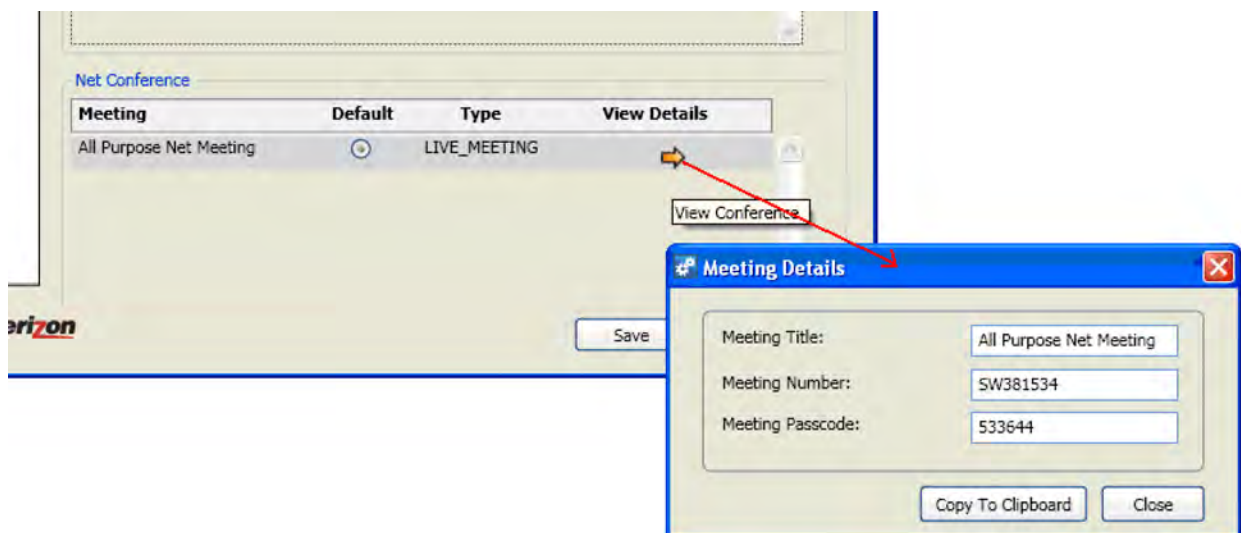 Net Conference
Meeting Default Type View Details
All Purpose Net Meeting LIVE_MEETING
View Conference
Meeting Details
erizon
Save
Meeting Title: All Purpose Net Meeting
Meeting Number: SW381534
Meeting Passcode: 533644
Copy To Clipboard Close